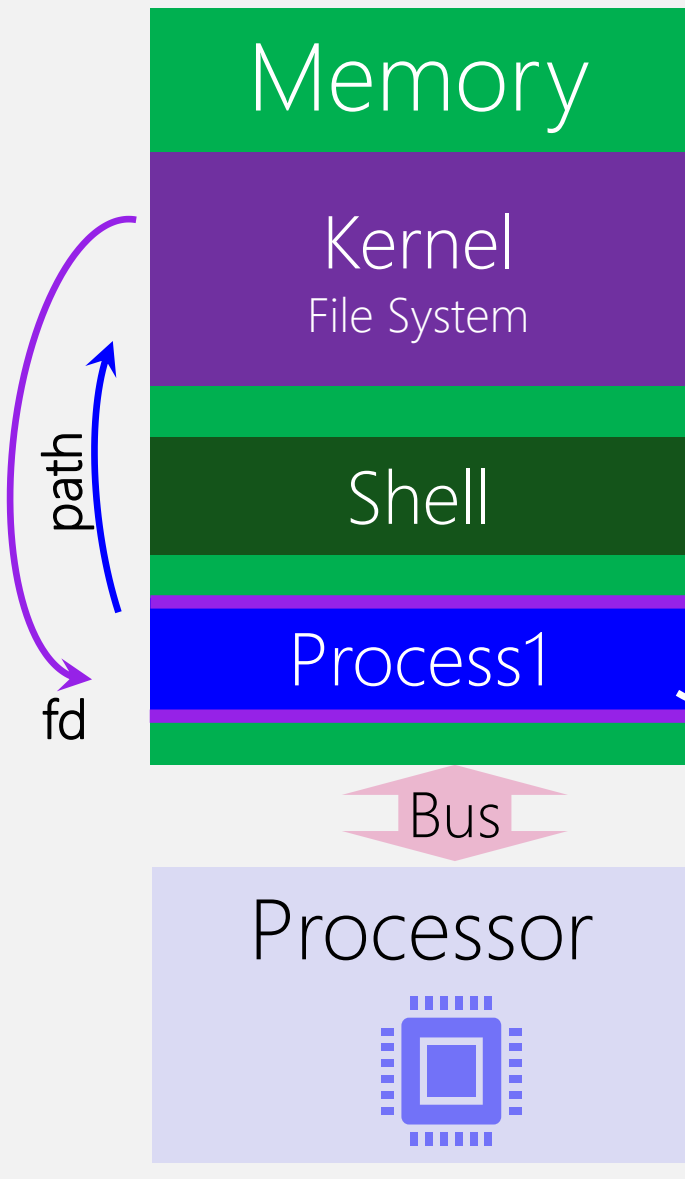 Memory
Kernel
File System
path
Shell
Process1
fd
Bus
Processor